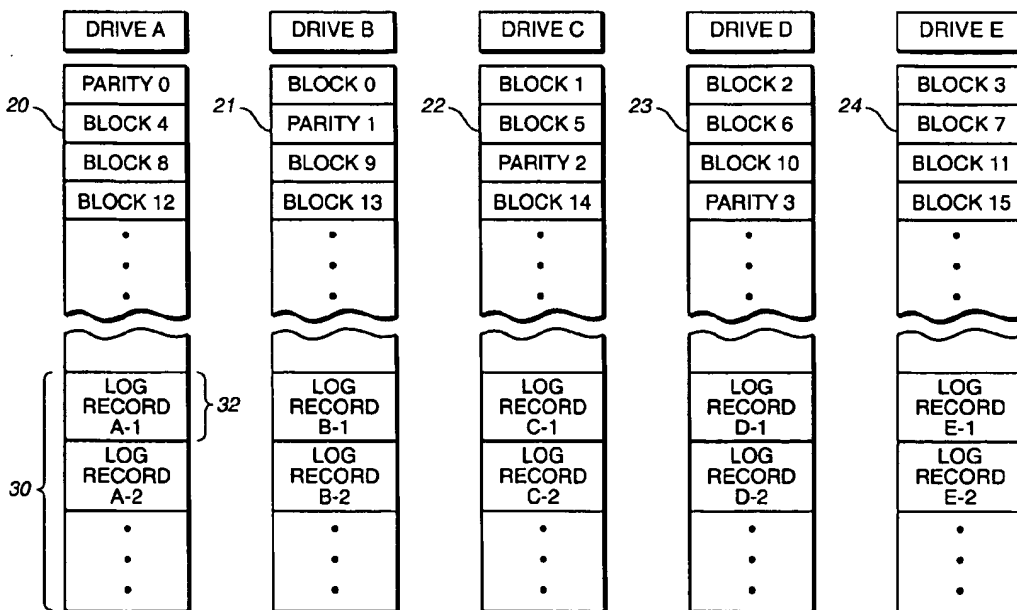 DRIVE A DRIVE B DRIVE C DRIVE D DRIVE E
PARITY 0 BLOCK 0 BLOCK 1 BLOCK 2 BLOCK 3
20 21 22 23 24
BLOCK 4 PARITY 1 BLOCK 5 BLOCK 6 BLOCK 7
BLOCK 8 BLOCK 9 PARITY 2 BLOCK 10 BLOCK 11
BLOCK 12 BLOCK 13 BLOCK 14 PARITY 3 BLOCK 15
LOG LOG LOG LOG LOG
RECORD 32 RECORD RECORD RECORD RECORD
A-1 B-1 C-1 D-1 E-1
LOG LOG LOG LOG LOG
30 RECORD RECORD RECORD RECORD RECORD
A-2 B-2 C-2 D-2 E-2